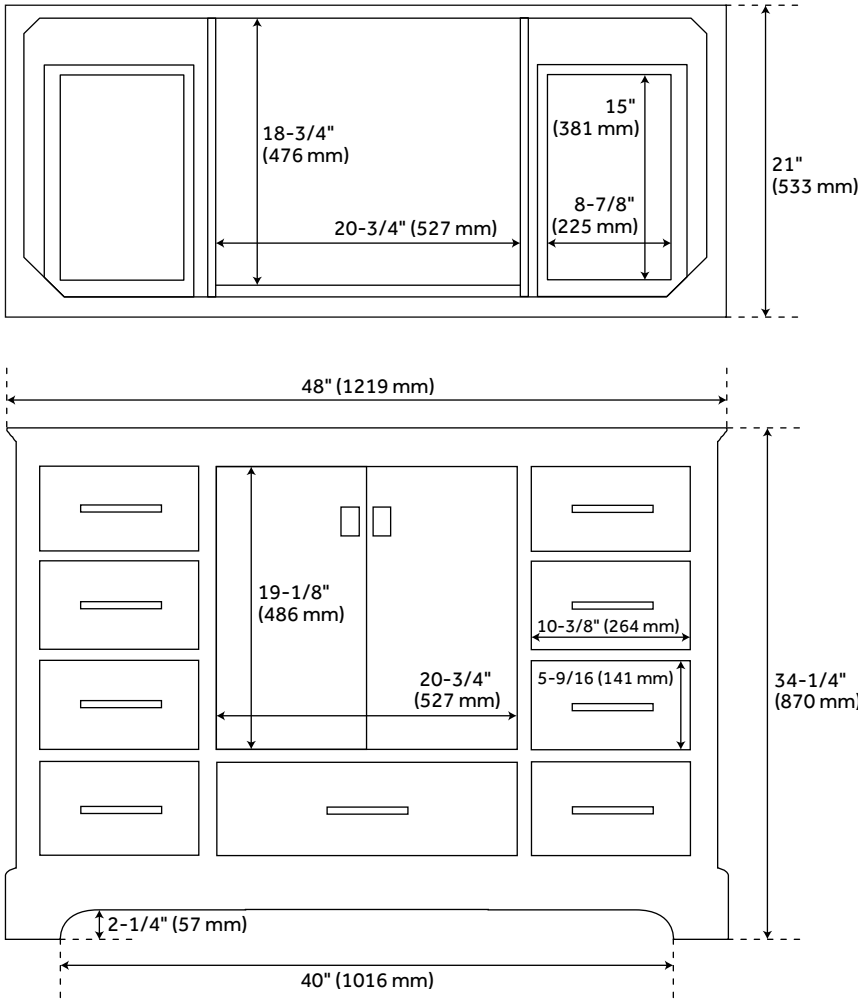 18-3/4"
(476 mm)
15"
(381 mm)
21"
(533 mm)
8-7/8"
(225 mm)
20-3/4" (527 mm)
48" (1219 mm)
19-1/8"
(486 mm)
10-3/8" (264 mm)
20-3/4"
(527 mm)
5-9/16 (141 mm)
34-1/4"
(870 mm)
2-1/4" (57 mm)
40" (1016 mm)